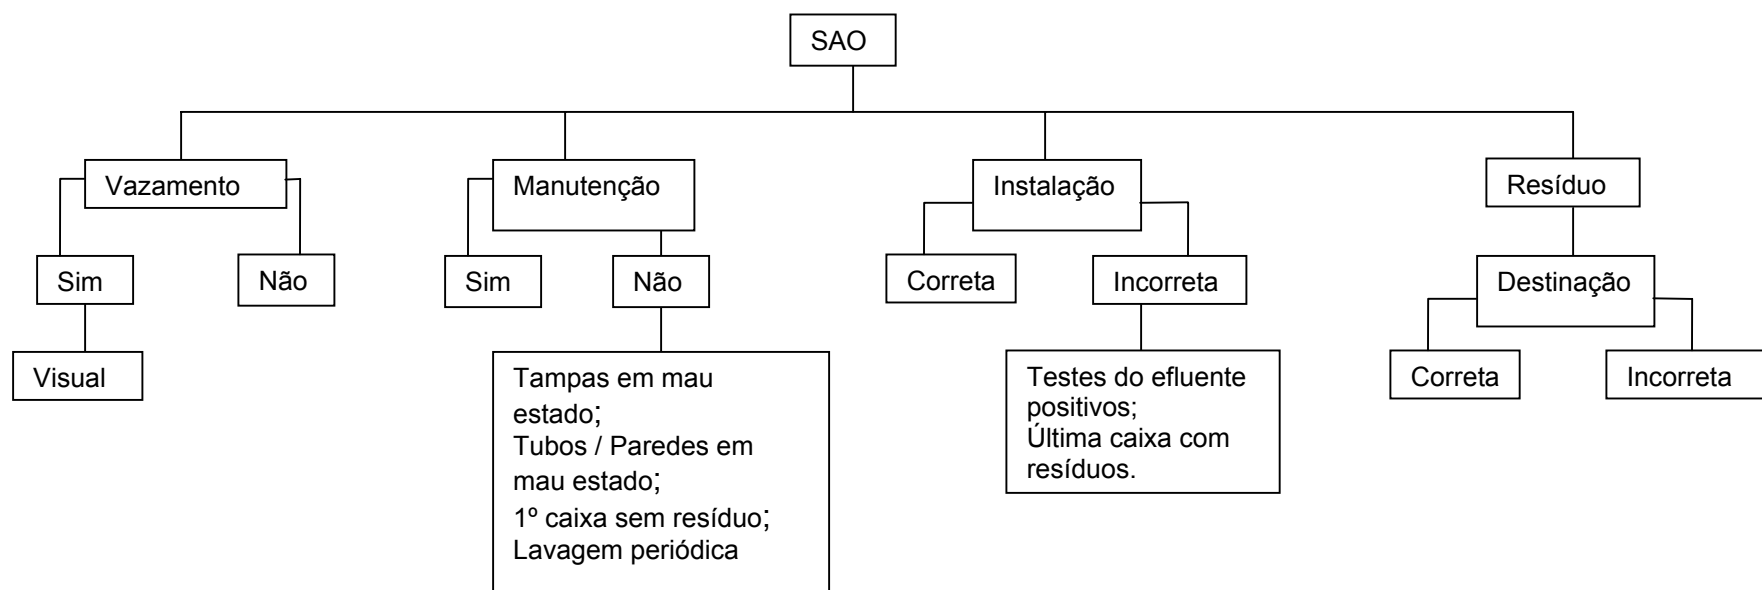 SAO
Vazamento
Manutenção
Instalação
Resíduo
Sim
Não
Sim
Não
Correta
Incorreta
Destinação
Visual
Tampas em mau
estado;
Tubos / Paredes em
mau estado;
1º caixa sem resíduo;
Lavagem periódica
Testes do efluente
positivos;
Última caixa com
resíduos.
Correta
Incorreta